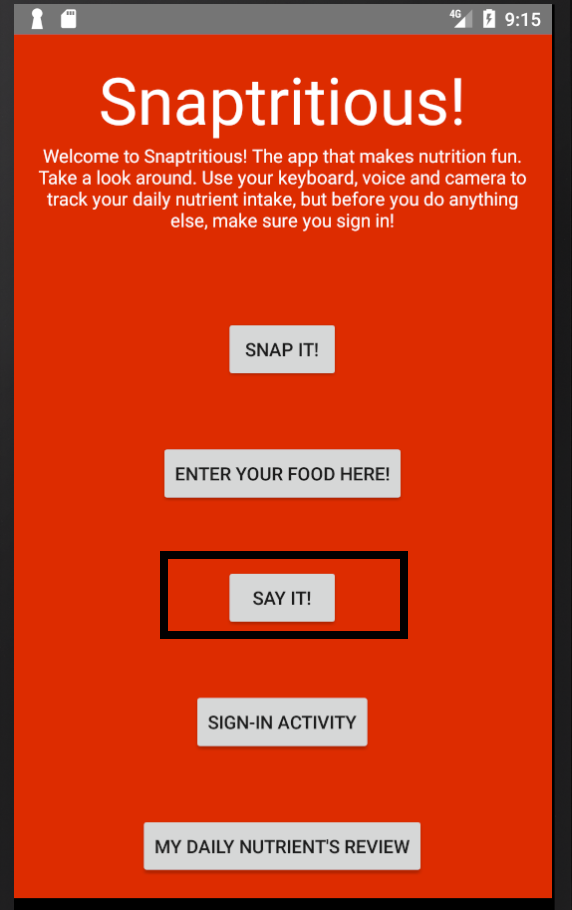 4G 9:15
Snaptritious!
Welcome to Snaptritious! The app that makes nutrition fun.
Take a look around. Use your keyboard, voice and camera to
track your daily nutrient intake, but before you do anything
else, make sure you sign in!
SNAP IT!
ENTER YOUR FOOD HERE!
SAY IT!
SIGN-IN ACTIVITY
MY DAILY NUTRIENT'S REVIEW